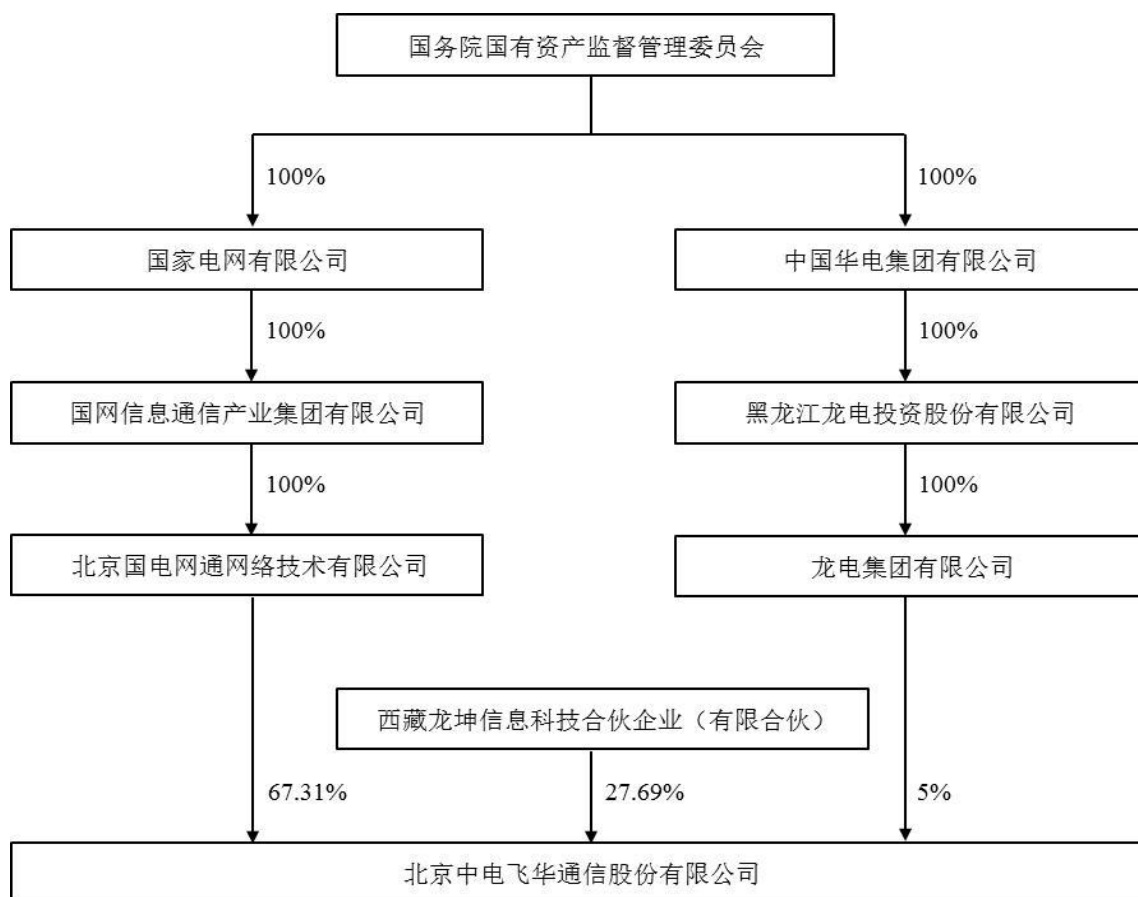 国务院国有资产监督管理委员会
100%
100%
国家电网有限公司
中国华电集团有限公司
100%
100%
国网信息通信产业集团有限公司
黑龙江龙电投资股份有限公司
100%
100%
北京国电网通网络技术有限公司
龙电集团有限公司
西藏龙坤信息科技合伙企业（有限合伙）
67.31%
27.69%
5%
北京中电飞华通信股份有限公司